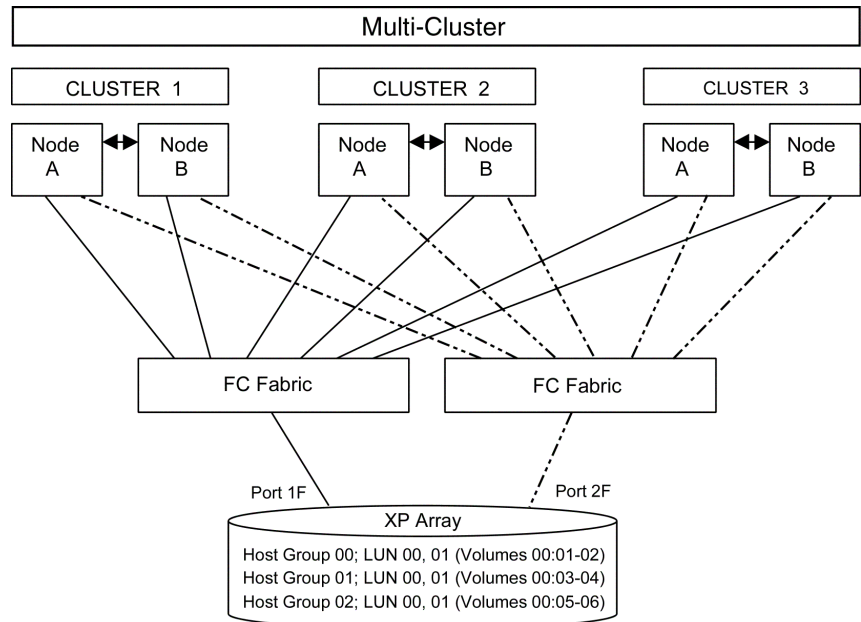 Multi-Cluster
CLUSTER 1
CLUSTER 2
CLUSTER 3
Node
A
Node
B
Node
A
Node
B
Node
A
Node
B
FC Fabric
FC Fabric
Port 1F
Port 2F
XP Array
Host Group 00; LUN 00, 01 (Volumes 00:01-02)
Host Group 01; LUN 00, 01 (Volumes 00:03-04)
Host Group 02; LUN 00, 01 (Volumes 00:05-06)